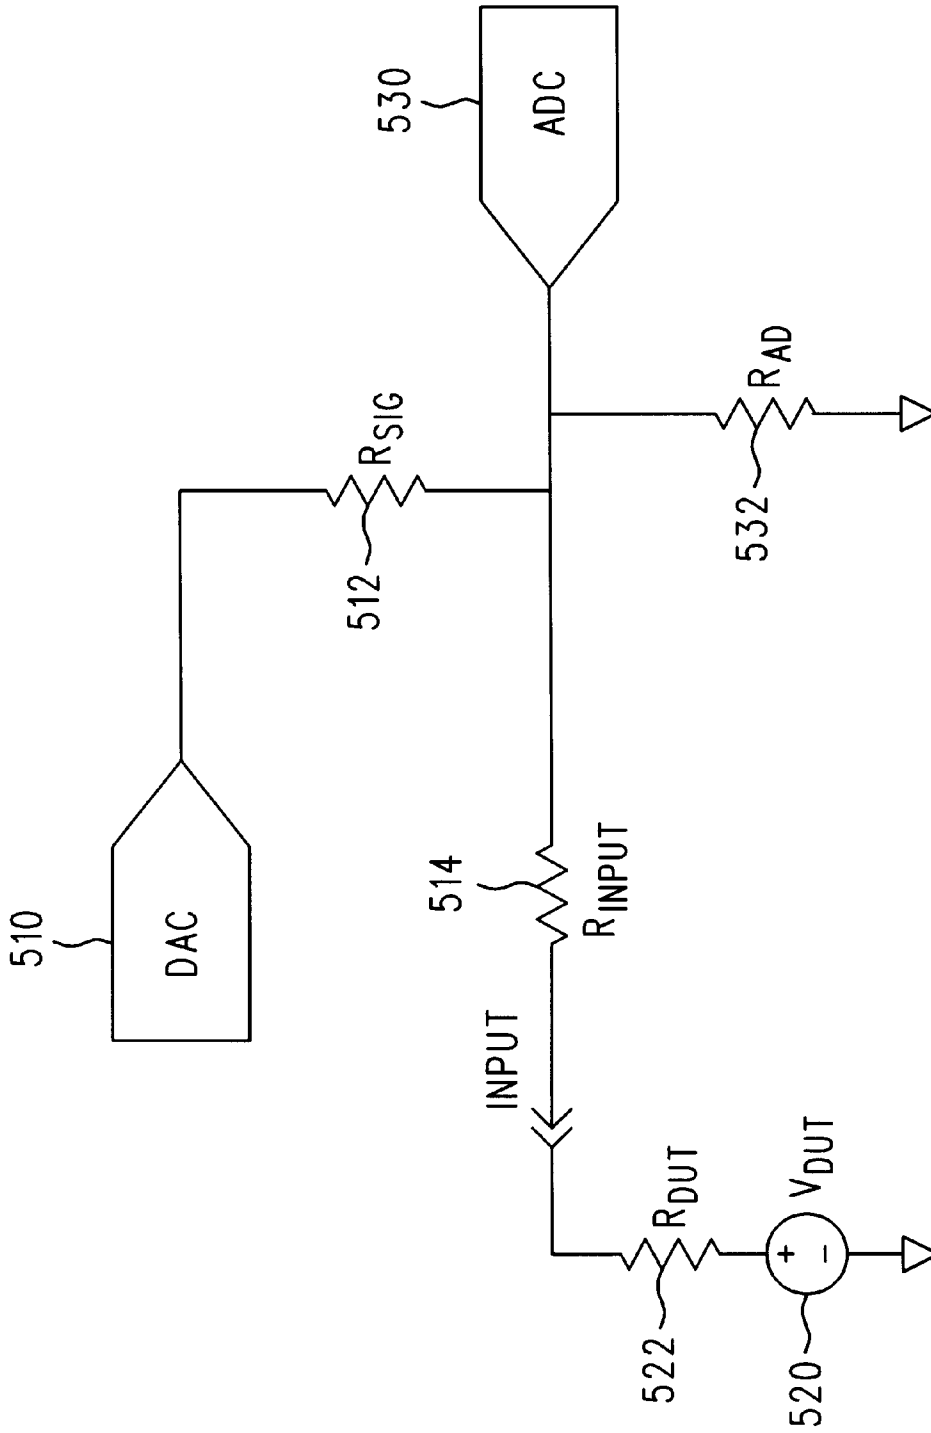 530
ADC
R_AD
532
R_SIG
512
510
DAC
514
R_INPUT
INPUT
R_DUT
522
V_DUT
520